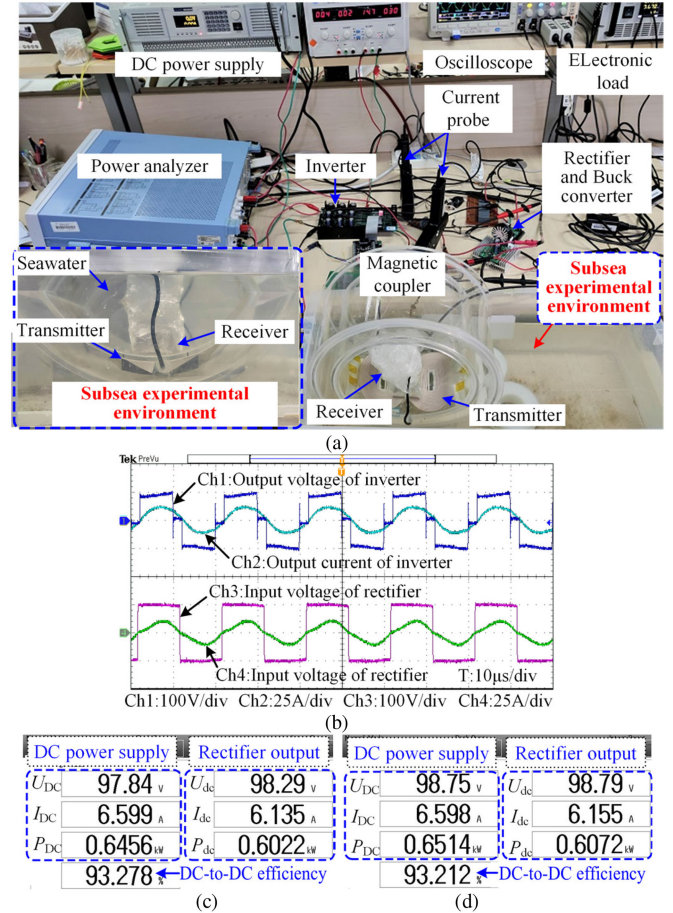 DC power supply
Oscilloscope
ELectronic
load
Current
probe
Power analyzer
Inverter
Rectifier
and Buck
converter
Seawater
Magnetic
coupler
Subsea
experimental
environment
Transmitter
Receiver
Subsea experimental
environment
Receiver
Transmitter
(a)
Tek PreVu
Ch1:Output voltage of inverter
Ch2:Output current of inverter
Ch3:Input voltage of rectifier
Ch4:Input voltage of rectifier
T:10μs/div
Ch1:100V/div Ch2:25A/div Ch3:100V/div Ch4:25A/div
(b)
DC power supply Rectifier output DC power supply Rectifier output
UDC 97.84 V Udc 98.29 V UDC 98.75 V Udc 98.79 V
IDC 6.599 A Idc 6.135 A IDC 6.598 A Idc 6.155 A
PDC 0.6456 kW Pdc 0.6022 kW PDC 0.6514 kW Pdc 0.6072 kW
93.278 % DC-to-DC efficiency 93.212 % DC-to-DC efficiency
(c) (d)